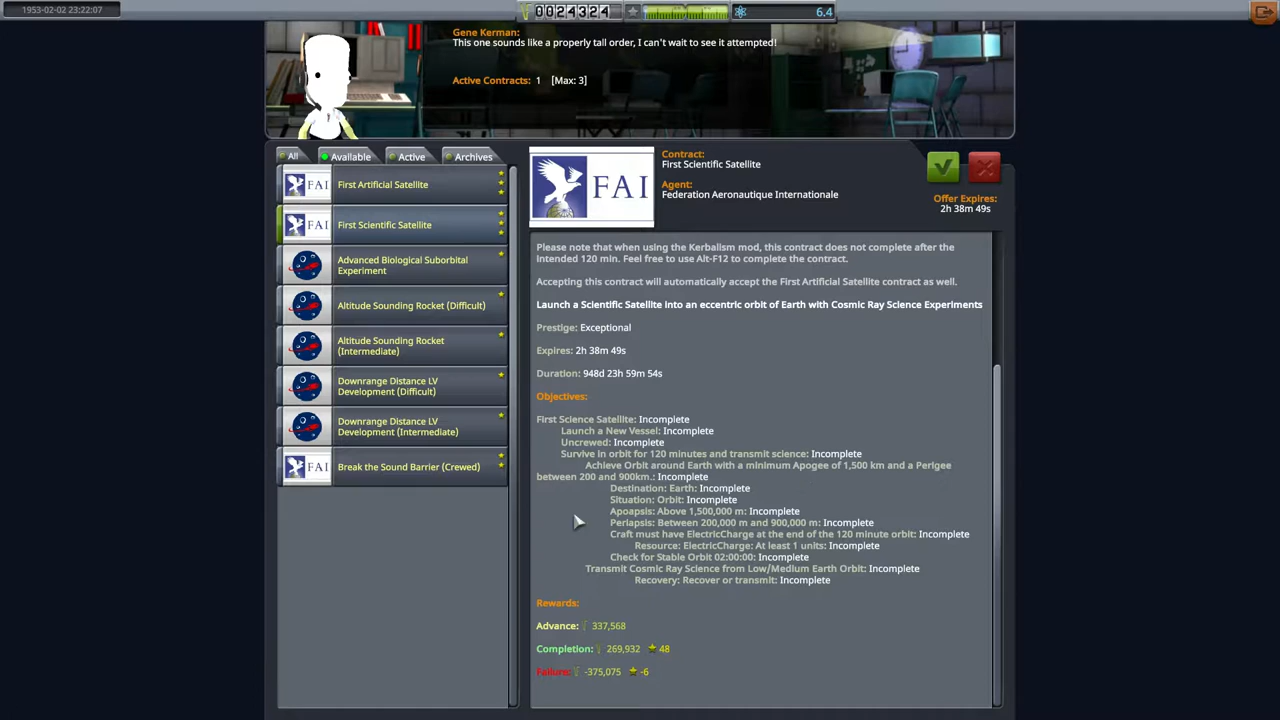 1953-02-02 23:22:07
0024324
6.4
Gene Kerman:
This one sounds like a properly tall order, I can't wait to see it attempted!
Active Contracts: 1 [Max: 3]
All
Available
Active
Archives
First Artificial Satellite
First Scientific Satellite
Advanced Biological Suborbital
Experiment
Altitude Sounding Rocket (Difficult)
Altitude Sounding Rocket
(Intermediate)
Downrange Distance LV
Development (Difficult)
Downrange Distance LV
Development (Intermediate)
FAI
Break the Sound Barrier (Crewed)
FAI
Contract:
First Scientific Satellite
Agent:
Federation Aeronautique Internationale
Offer Expires:
2h 38m 49s
Please note that when using the Kerbalism mod, this contract does not complete after the
intended 120 min. Feel free to use Alt-F12 to complete the contract.
Accepting this contract will automatically accept the First Artificial Satellite contract as well.
Launch a Scientific Satellite into an eccentric orbit of Earth with Cosmic Ray Science Experiments
Prestige: Exceptional
Expires: 2h 38m 49s
Duration: 948d 23h 59m 54s
Objectives:
First Science Satellite: Incomplete
Launch a New Vessel: Incomplete
Uncrewed: Incomplete
Survive in orbit for 120 minutes and transmit science: Incomplete
Achieve Orbit around Earth with a minimum Apogee of 1,500 km and a Perigee
between 200 and 900km.: Incomplete
Destination: Earth: Incomplete
Situation: Orbit: Incomplete
Apoapsis: Above 1,500,000 m: Incomplete
Periapsis: Between 200,000 m and 900,000 m: Incomplete
Craft must have ElectricCharge at the end of the 120 minute orbit: Incomplete
Resource: ElectricCharge: At least 1 units: Incomplete
Check for Stable Orbit 02:00:00: Incomplete
Transmit Cosmic Ray Science from Low/Medium Earth Orbit: Incomplete
Recovery: Recover or transmit: Incomplete
Rewards:
Advance: 337,568
Completion: 269,932 48
Failure: -375,075 -6